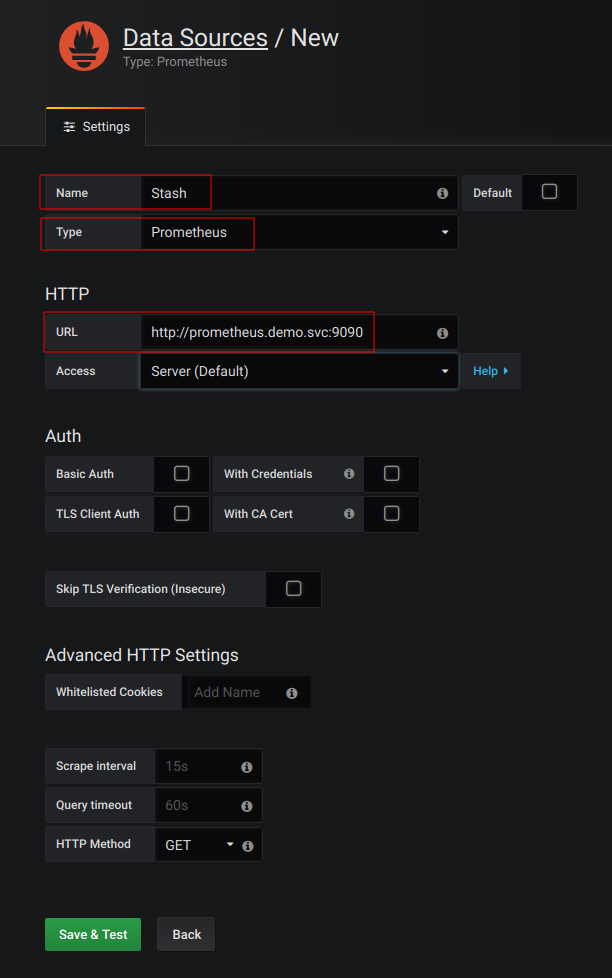 Data Sources / New
Type: Prometheus
Settings
Name Stash Default
Type Prometheus
HTTP
URL http://prometheus.demo.svc:9090
Access Server (Default) Help
Auth
Basic Auth With Credentials
TLS Client Auth With CA Cert
Skip TLS Verification (Insecure)
Advanced HTTP Settings
Whitelisted Cookies Add Name
Scrape interval 15s
Query timeout 60s
HTTP Method GET
Save & Test Back